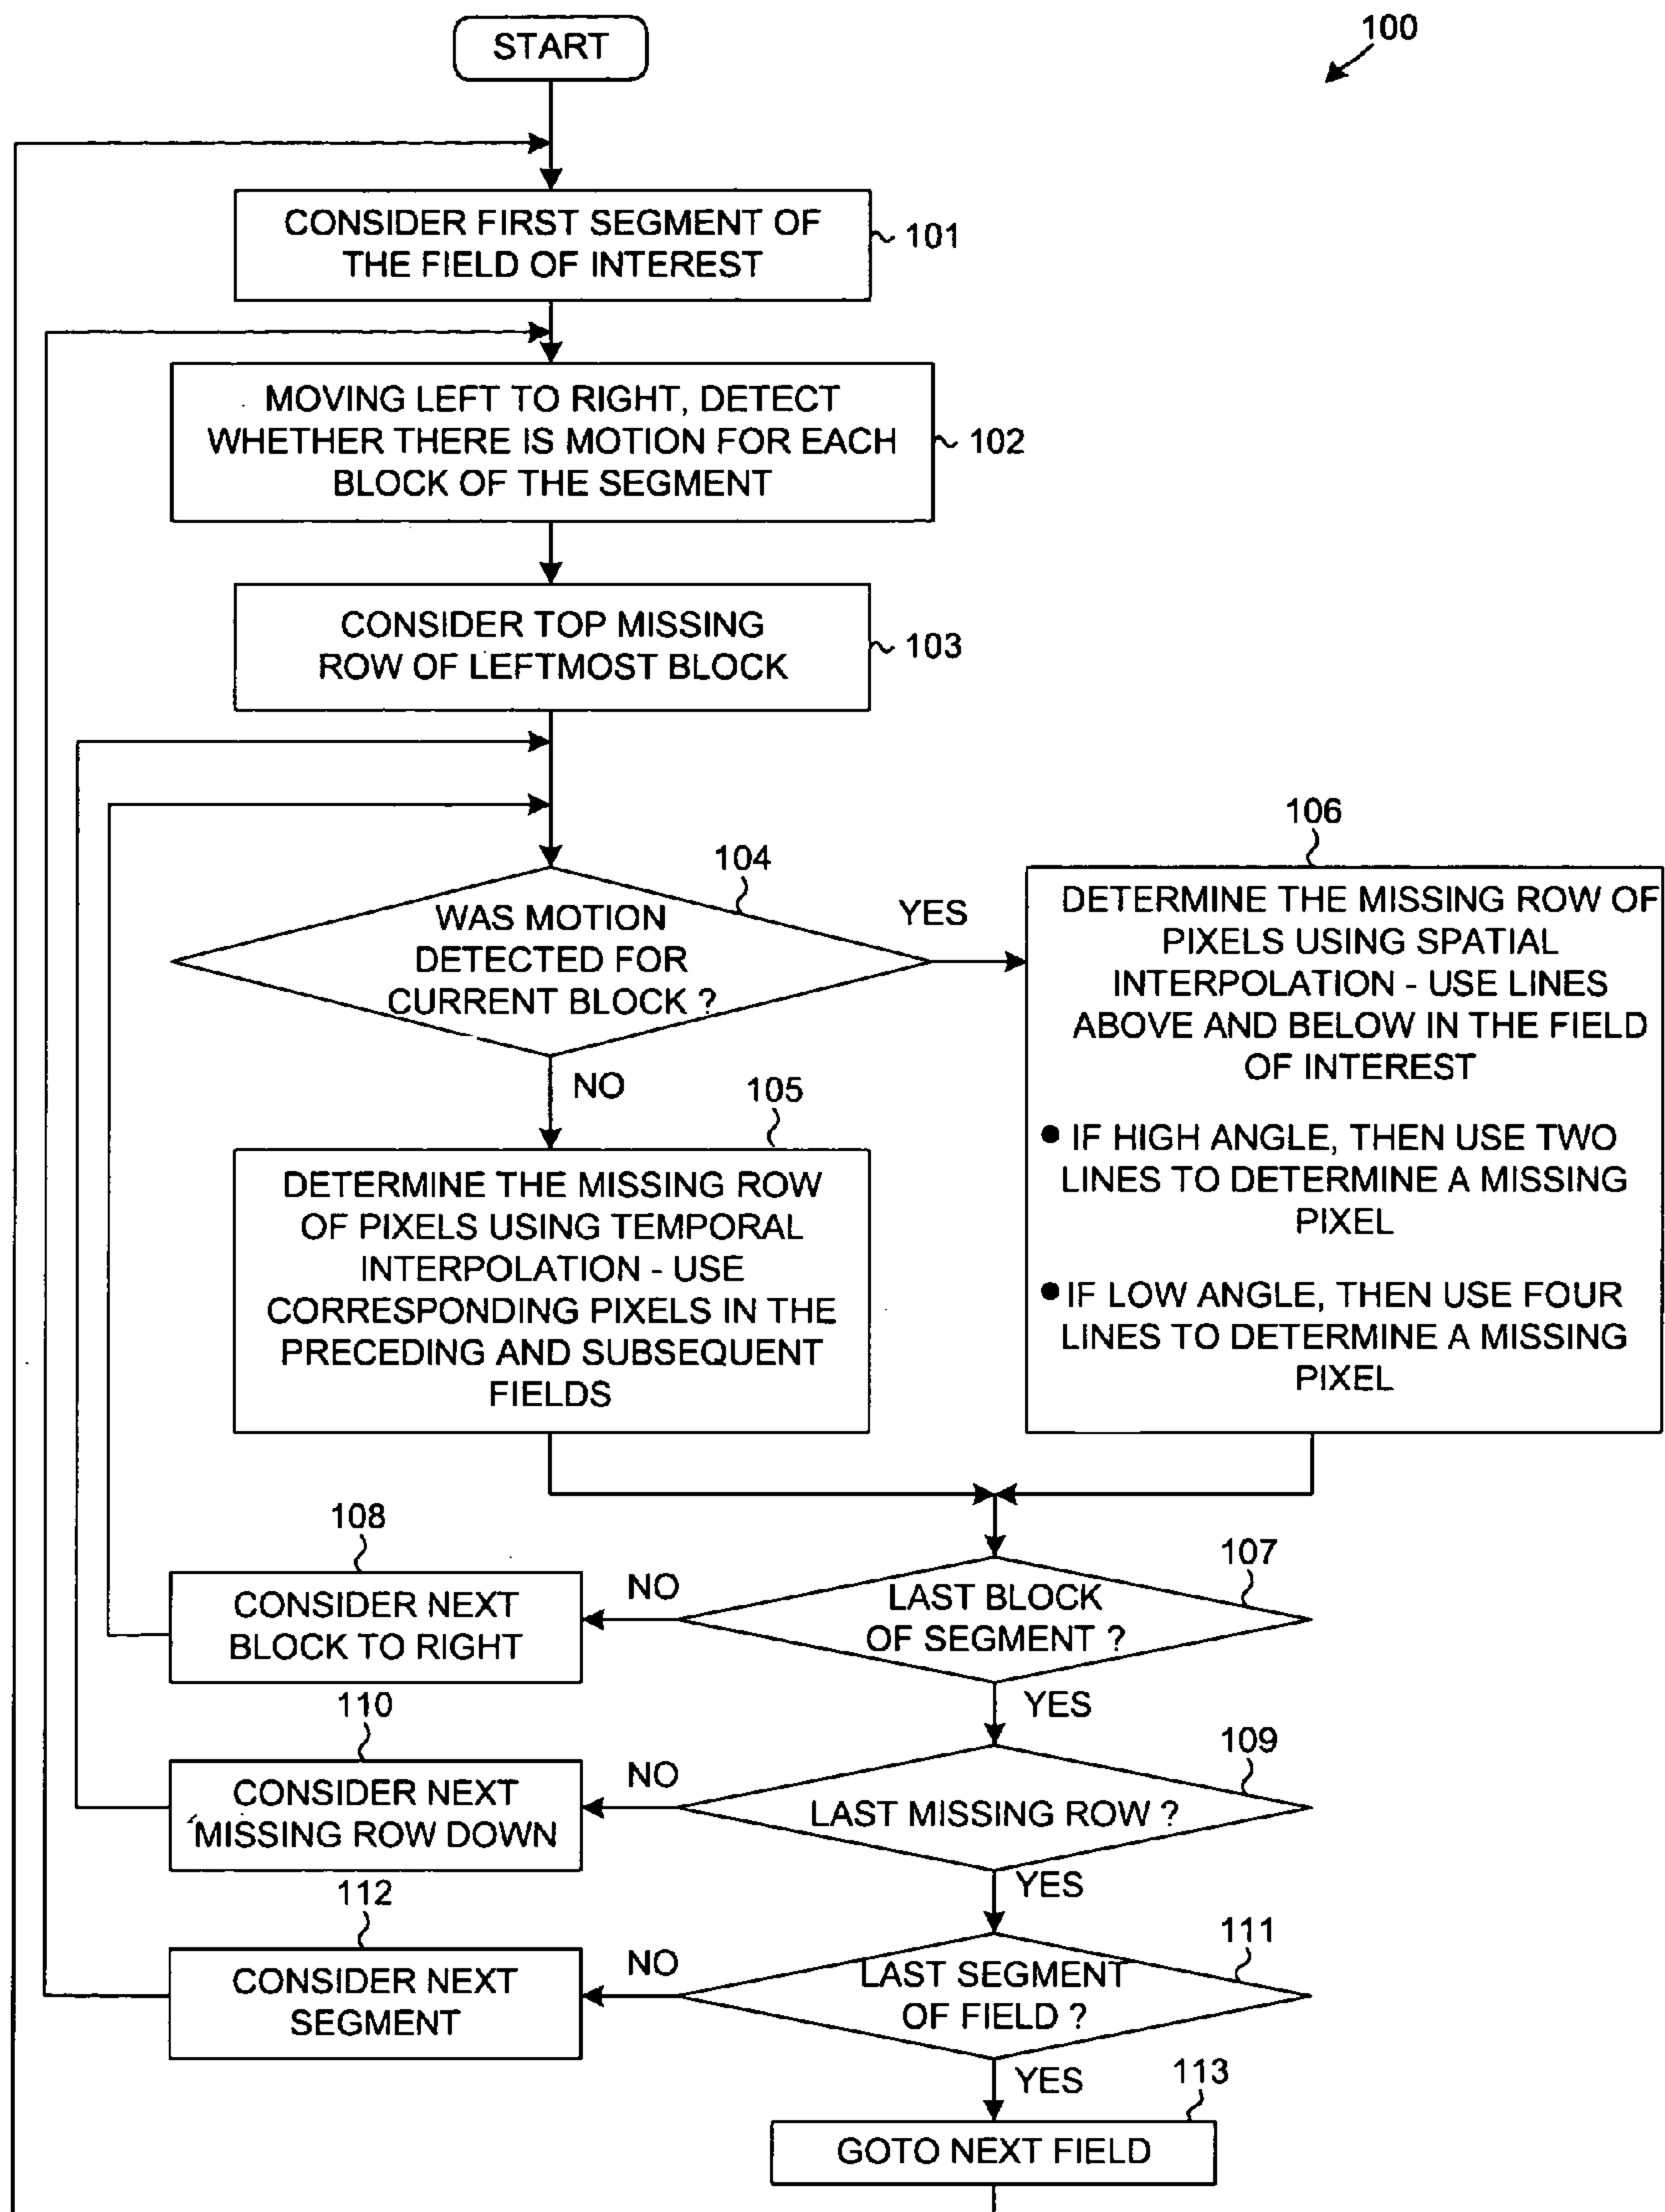 START
100
CONSIDER FIRST SEGMENT OF
THE FIELD OF INTEREST
101
MOVING LEFT TO RIGHT, DETECT
WHETHER THERE IS MOTION FOR EACH
BLOCK OF THE SEGMENT
102
CONSIDER TOP MISSING
ROW OF LEFTMOST BLOCK
103
104
WAS MOTION
DETECTED FOR
CURRENT BLOCK ?
YES
NO
106
DETERMINE THE MISSING ROW OF
PIXELS USING SPATIAL
INTERPOLATION - USE LINES
ABOVE AND BELOW IN THE FIELD
OF INTEREST
● IF HIGH ANGLE, THEN USE TWO
LINES TO DETERMINE A MISSING
PIXEL
● IF LOW ANGLE, THEN USE FOUR
LINES TO DETERMINE A MISSING
PIXEL
105
DETERMINE THE MISSING ROW
OF PIXELS USING TEMPORAL
INTERPOLATION - USE
CORRESPONDING PIXELS IN THE
PRECEDING AND SUBSEQUENT
FIELDS
108
CONSIDER NEXT
BLOCK TO RIGHT
NO
107
LAST BLOCK
OF SEGMENT ?
YES
110
CONSIDER NEXT
MISSING ROW DOWN
NO
109
LAST MISSING ROW ?
YES
112
CONSIDER NEXT
SEGMENT
NO
111
LAST SEGMENT
OF FIELD ?
YES
113
GOTO NEXT FIELD